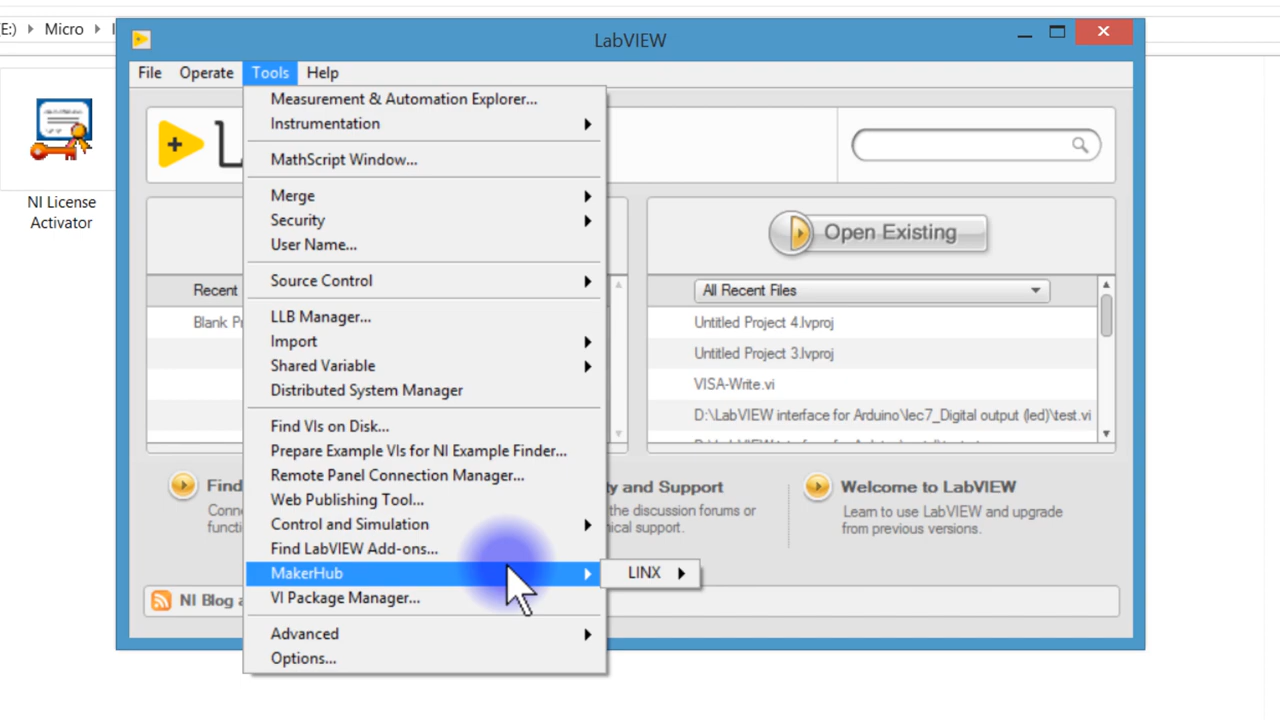 E:) Micro
LabVIEW
File Operate Tools Help
NI License
Activator
Measurement & Automation Explorer...
Instrumentation
MathScript Window...
Merge
Security
User Name...
Source Control
LLB Manager...
Import
Shared Variable
Distributed System Manager
Find VIs on Disk...
Prepare Example VIs for NI Example Finder...
Remote Panel Connection Manager...
Web Publishing Tool...
Control and Simulation
Find LabVIEW Add-ons...
MakerHub
LINX
VI Package Manager...
Advanced
Options...
Recent
Blank
Open Existing
All Recent Files
Untitled Project 4.lvproj
Untitled Project 3.lvproj
VISA-Write.vi
D:\LabVIEW interface for Arduino\lec7_Digital output (led)\test.vi
Find
and Support
the discussion forums or
support.
Welcome to LabVIEW
Learn to use LabVIEW and upgrade
from previous versions.
NI Blog